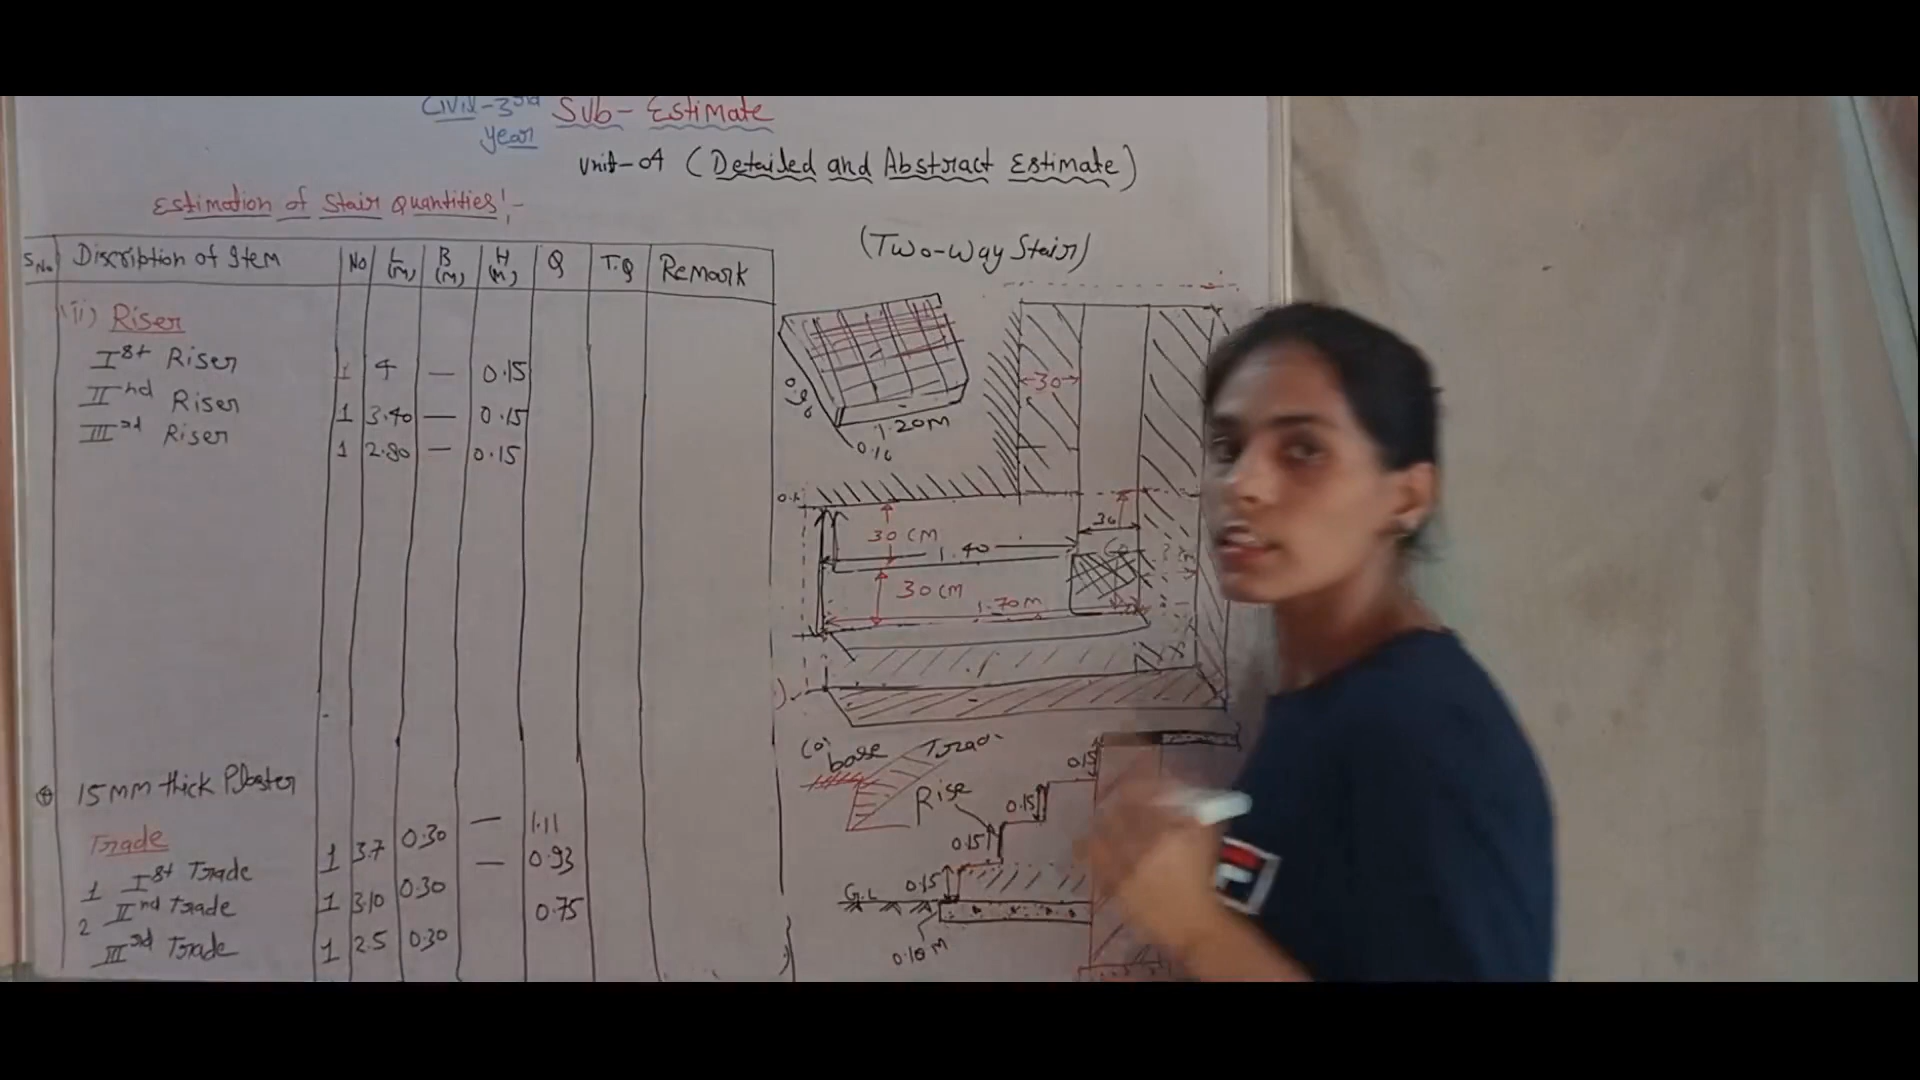 Civil-3rd Sub-Estimate
Year
Unit-04 (Detailed and Abstract Estimate)
Estimation of Stair Quantities:-
S.No Discription of Item No L(m) B(m) H(m) Q T.Q Remark
(ii) Riser
Ist Riser 1 4 — 0.15
IInd Riser 1 3.40 — 0.15
IIIrd Riser 1 2.80 — 0.15
15MM thick Plaster
Trade
1 Ist Trade 1 3.7 0.30 — 1.11
2 IInd Trade 1 3.10 0.30 — 0.93
IIIrd Trade 1 2.5 0.30 0.75
(Two-Way Stair)
1.20M
30
30 CM
1.40
30
30 CM
1.70M
base Trad
Rise
0.15
0.15
0.15
G.L 0.15
0.10M
F